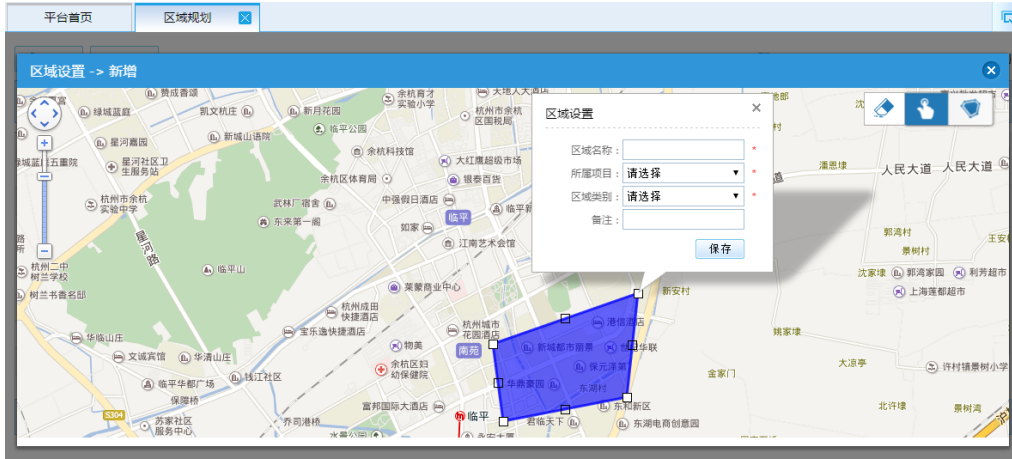 平台首页
区域规划
区域设置 -> 新增
赞成香颂
余杭育才
实验小学
绿城蓝庭
凯文杭庄
新月花园
杭州市余杭
区国税局
临平公园
新城山语院
星河嘉园
余杭科技馆
大红鹰超级市场
星河社区卫
生服务站
余杭区体育局
银泰百货
杭州市余杭
实验中学
武林厂宿舍
中强假日酒店
临平
东来第一阁
如家
江南艺术会馆
星河路
杭州二中
树兰学校
临平山
树兰书香名邸
莱蒙商业中心
杭州成田
快捷酒店
宝乐逸快捷酒店
杭州城市
花园酒店
华临山庄
物美
南苑
新城都市丽景
文诚宾馆
华清山庄
余杭区妇
幼保健院
保元泽第
钱江社区
临平华都广场
华鼎豪园
东湖村
保障桥
富邦国际大酒店
东和新区
S304
苏家社区
服务中心
乔司港桥
临平
君临天下
东湖电商创意园
区域设置
区域名称：
*
所属项目：
请选择
*
区域类别：
请选择
*
备注：
保存
潘恩埭
人民大道
人民大道
郭湾村
景树村
沈家埭
郭湾家园
利芳超市
上海莲都超市
新安村
姚家埭
大凉亭
金家门
许村镇景树小学
北许埭
景树湾